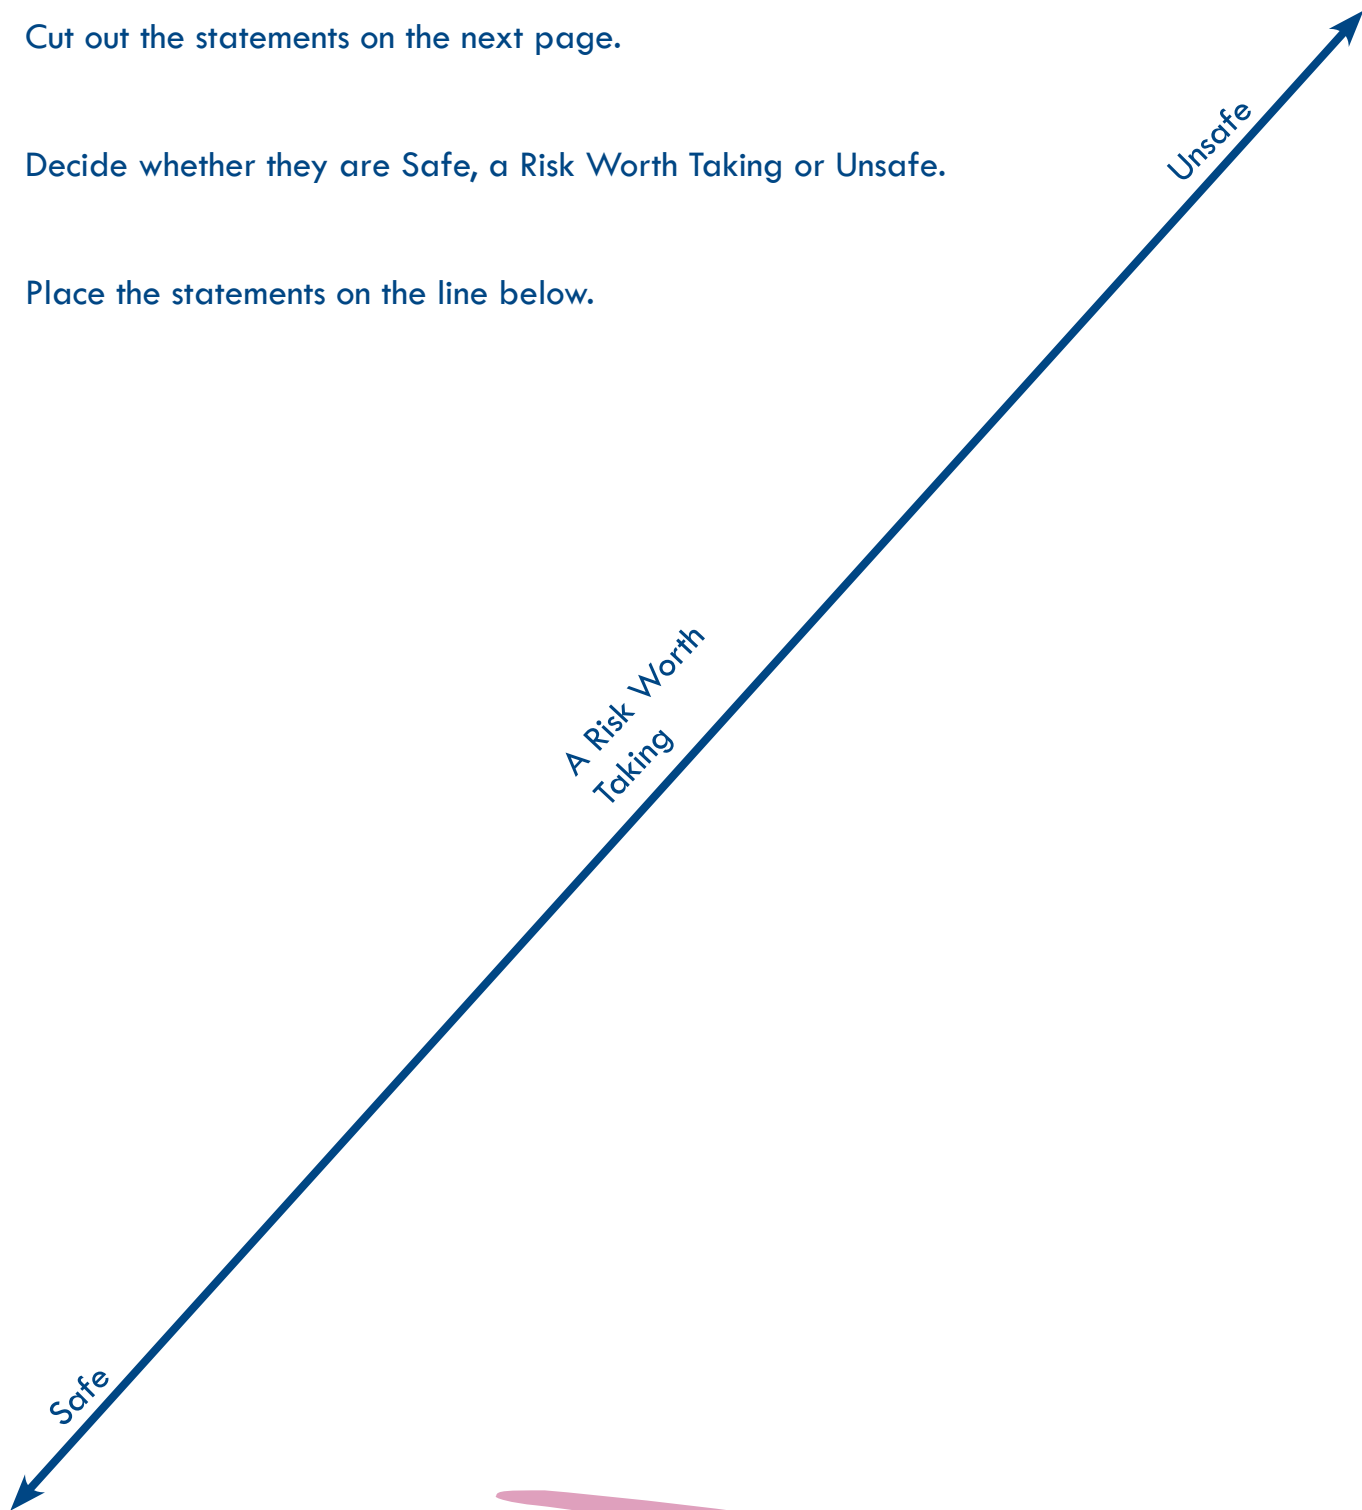 Cut out the statements on the next page.
Decide whether they are Safe, a Risk Worth Taking or Unsafe.
Place the statements on the line below.
Unsafe
A Risk Worth
Taking
Safe